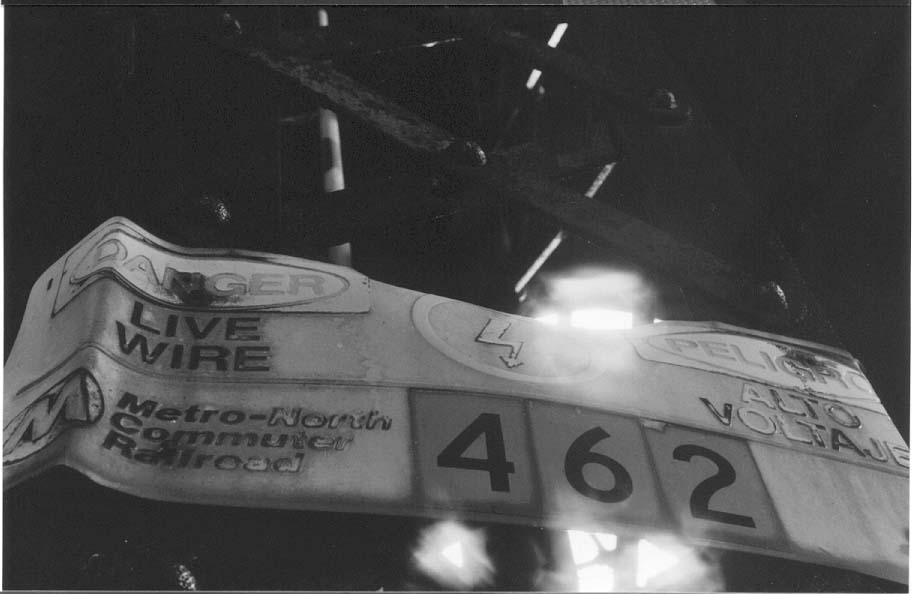 DANGER
LIVE
WIRE
PELIGRO
ALTO
VOLTAJE
M
Metro-North
Commuter
Railroad
462